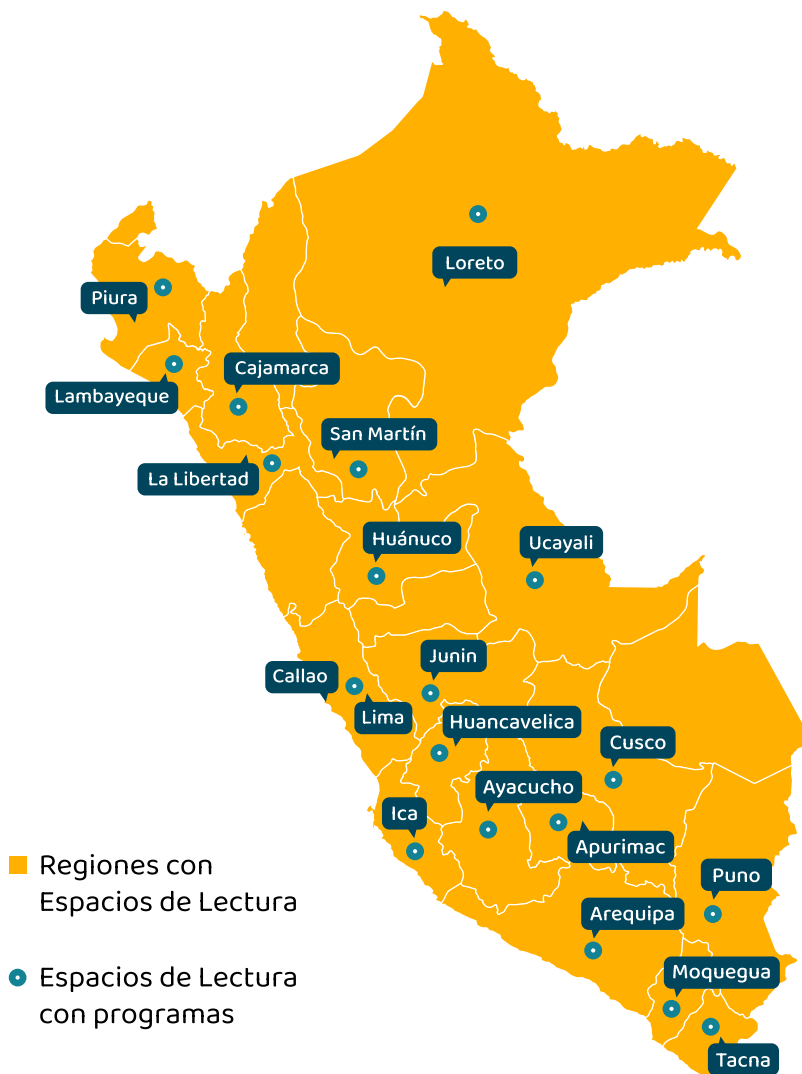 Loreto
Piura
Cajamarca
Lambayeque
San Martín
La Libertad
Huánuco
Ucayali
Junin
Callao
Lima
Huancavelica
Cusco
Ayacucho
Ica
Apurimac
Regiones con
Espacios de Lectura
Puno
Arequipa
Moquegua
Espacios de Lectura
con programas
Tacna